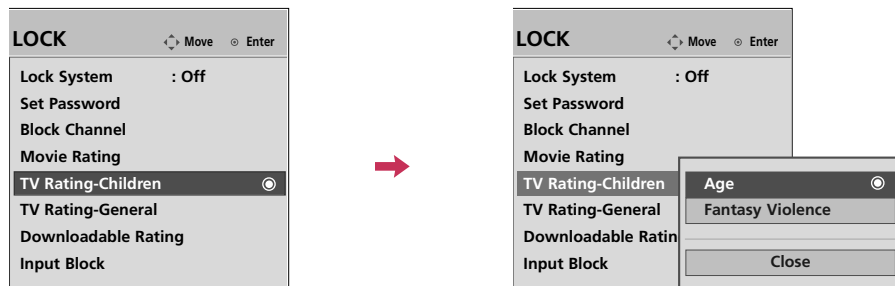 LOCK Move Enter
Lock System : Off
Set Password
Block Channel
Movie Rating
TV Rating-Children
TV Rating-General
Downloadable Rating
Input Block
LOCK Move Enter
Lock System : Off
Set Password
Block Channel
Movie Rating
TV Rating-Children
TV Rating-General
Downloadable Ratin
Input Block
Age
Fantasy Violence
Close